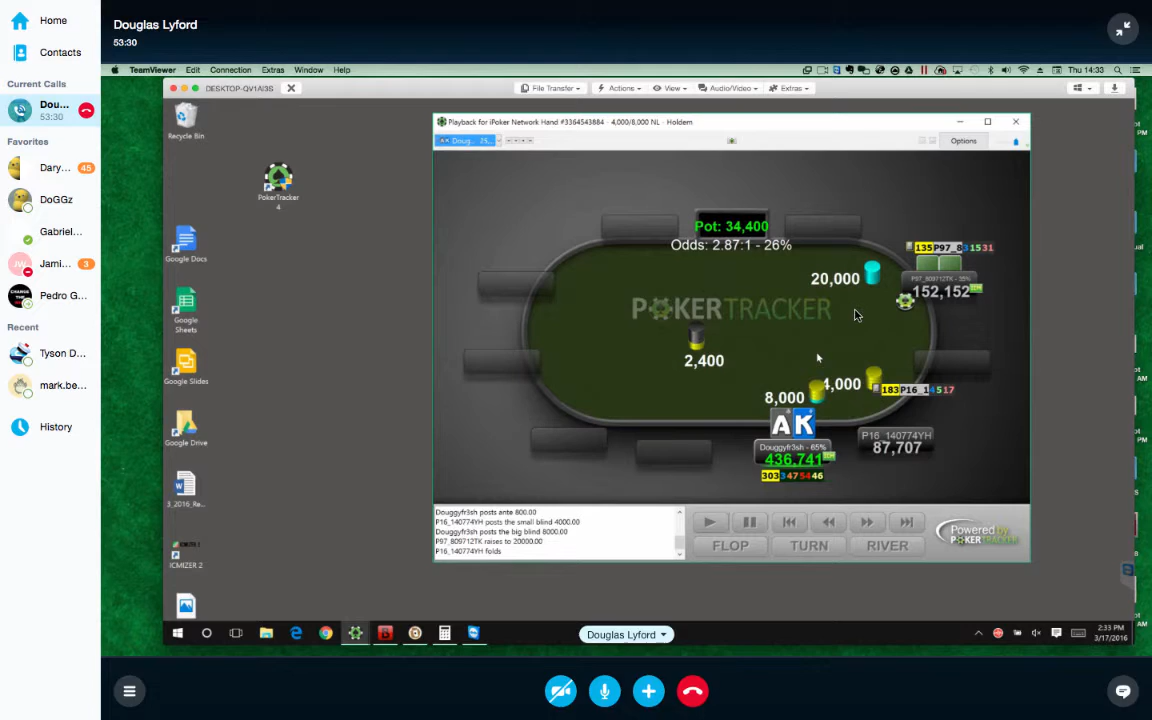 Home
Contacts
Current Calls
Dou...
53:30
Favorites
Dary... 45
DoGGz
Gabriel...
Jami... 3
Pedro G...
Recent
Tyson D...
mark.be...
History
Douglas Lyford
53:30
TeamViewer Edit Connection Extras Window Help
Thu 14:33
DESKTOP-QV1AI3S
File Transfer Actions View Audio/Video Extras
Recycle Bin
PokerTracker 4
Google Docs
Google Sheets
Google Slides
Google Drive
3_2016_Re...
ICMIZER 2
Playback for iPoker Network Hand #3364543884 - 4,000/8,000 NL - Holdem
Options
Pot: 34,400
Odds: 2.87:1 - 26%
20,000
P97_809712TK - 35%
152,152
POKERTRACKER
2,400
4,000
8,000
A K
Douggyfr3sh - 65%
436,741
P16_140774YH
87,707
Douggyfr3sh posts ante 800.00
P16_140774YH posts the small blind 4000.00
Douggyfr3sh posts the big blind 8000.00
P97_809712TK raises to 20000.00
P16_140774YH folds
FLOP TURN RIVER
Powered by
POKERTRACKER
Douglas Lyford
2:33 PM
3/17/2016